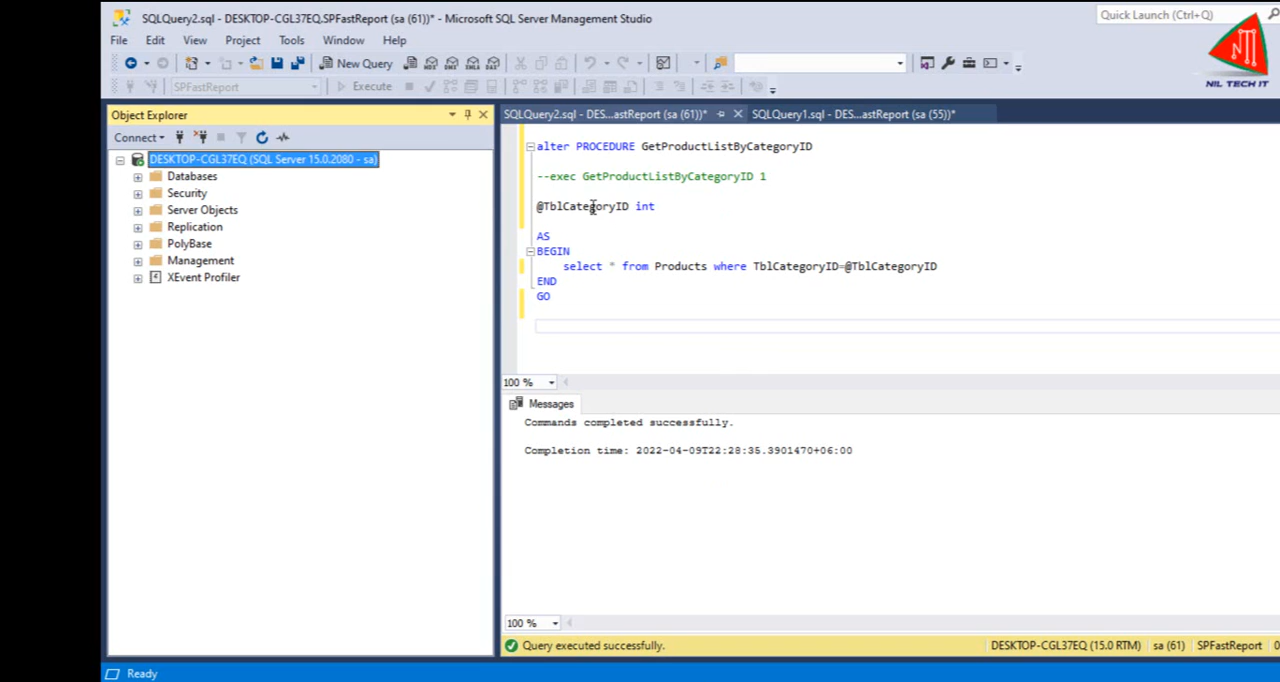 SQLQuery2.sql - DESKTOP-CGL37EQ.SPFastReport (sa (61))* - Microsoft SQL Server Management Studio
Quick Launch (Ctrl+Q)
File Edit View Project Tools Window Help
New Query
SPFastReport Execute
NIL TECH IT
Object Explorer
SQLQuery2.sql - DES...astReport (sa (61))* SQLQuery1.sql - DES...astReport (sa (55))*
Connect
DESKTOP-CGL37EQ (SQL Server 15.0.2080 - sa)
Databases
Security
Server Objects
Replication
PolyBase
Management
XEvent Profiler
alter PROCEDURE GetProductListByCategoryID
--exec GetProductListByCategoryID 1
@TblCategoryID int
AS
BEGIN
select * from Products where TblCategoryID=@TblCategoryID
END
GO
100 %
Messages
Commands completed successfully.
Completion time: 2022-04-09T22:28:35.3901470+06:00
100 %
Query executed successfully. DESKTOP-CGL37EQ (15.0 RTM) sa (61) SPFastReport
Ready